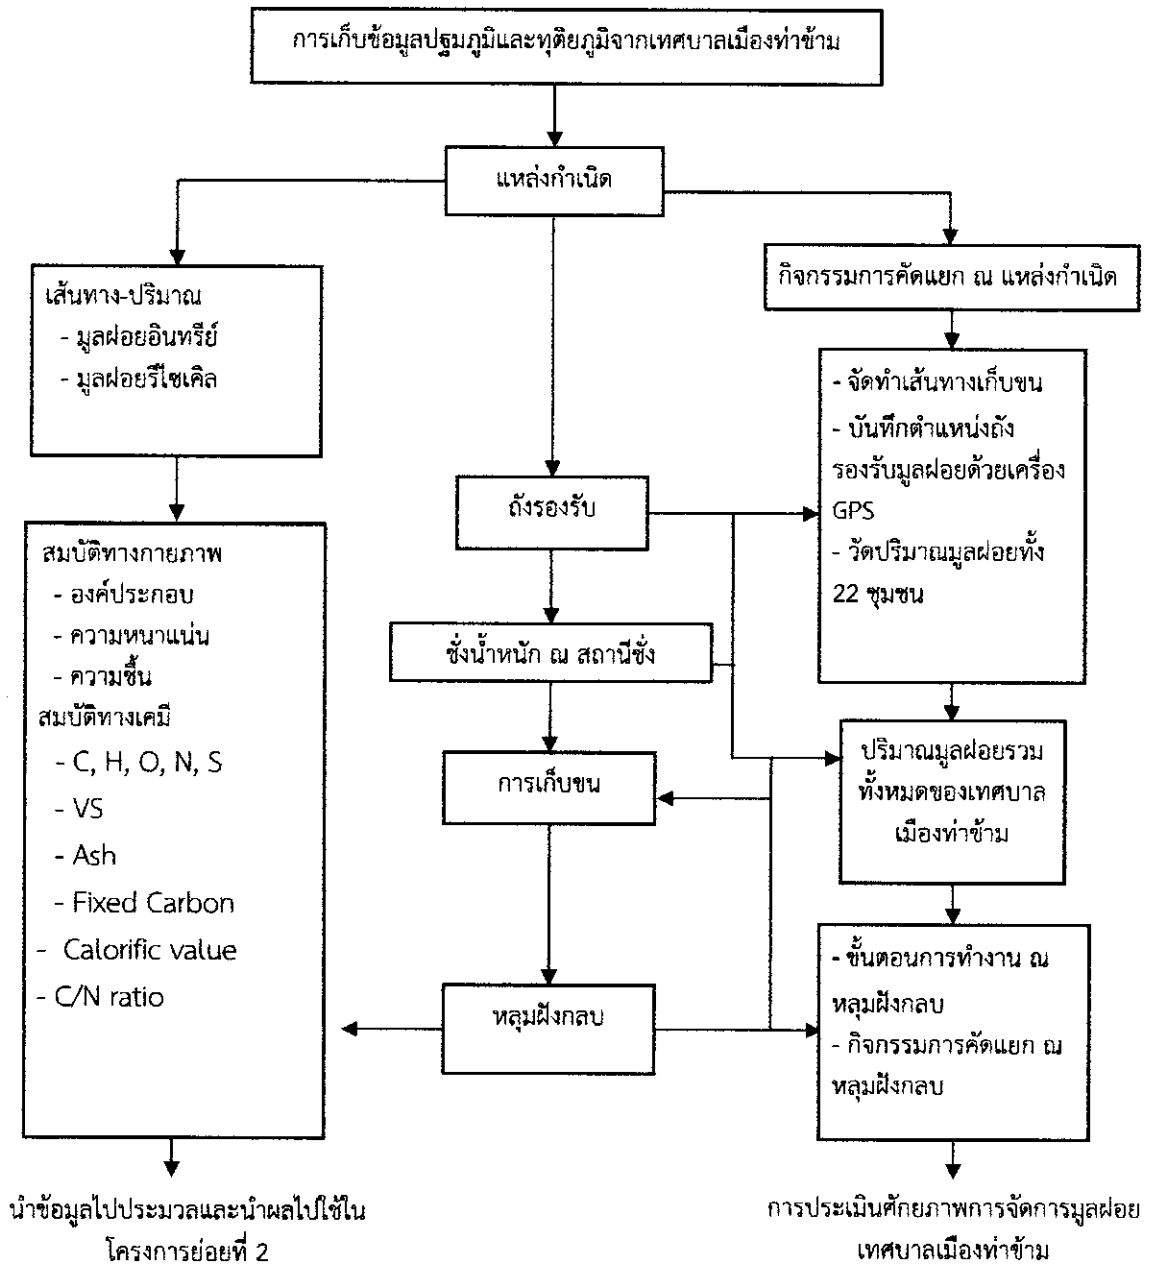 การเก็บข้อมูลปฐมภูมิและทุติยภูมิจากเทศบาลเมืองท่าข้าม
แหล่งกำเนิด
เส้นทาง-ปริมาณ
- มูลฝอยอินทรีย์
- มูลฝอยรีไซเคิล
สมบัติทางกายภาพ
- องค์ประกอบ
- ความหนาแน่น
- ความชื้น
สมบัติทางเคมี
- C, H, O, N, S
- VS
- Ash
- Fixed Carbon
- Calorific value
- C/N ratio
นำข้อมูลไปประมวลและนำผลไปใช้ใน
โครงการย่อยที่ 2
ถังรองรับ
ชั่งน้ำหนัก ณ สถานีชั่ง
การเก็บขน
หลุมฝังกลบ
กิจกรรมการคัดแยก ณ แหล่งกำเนิด
- จัดทำเส้นทางเก็บขน
- บันทึกตำแหน่งถัง
รองรับมูลฝอยด้วยเครื่อง
GPS
- วัดปริมาณมูลฝอยทั้ง
22 ชุมชน
ปริมาณมูลฝอยรวม
ทั้งหมดของเทศบาล
เมืองท่าข้าม
- ขั้นตอนการทำงาน ณ
หลุมฝังกลบ
- กิจกรรมการคัดแยก ณ
หลุมฝังกลบ
การประเมินศักยภาพการจัดการมูลฝอย
เทศบาลเมืองท่าข้าม